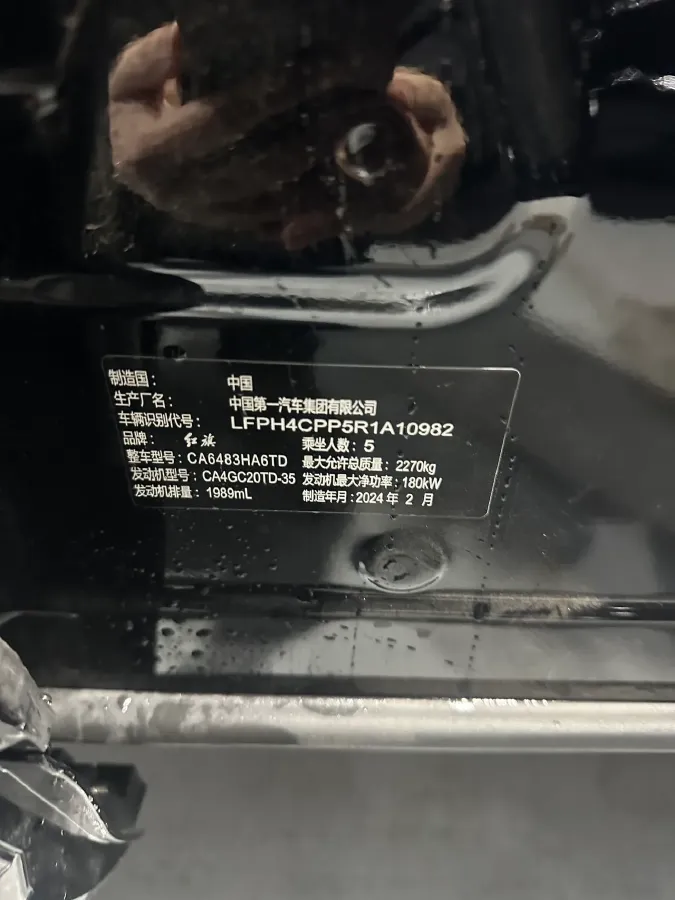 制造国： 中国
生产厂名： 中国第一汽车集团有限公司
车辆识别代号： LFPH4CPP5R1A10982
品牌： 红旗 乘坐人数：5
整车型号：CA6483HA6TD 最大允许总质量：2270kg
发动机型号：CA4GC20TD-35 发动机最大净功率：180kW
发动机排量：1989mL 制造年月：2024年 2 月